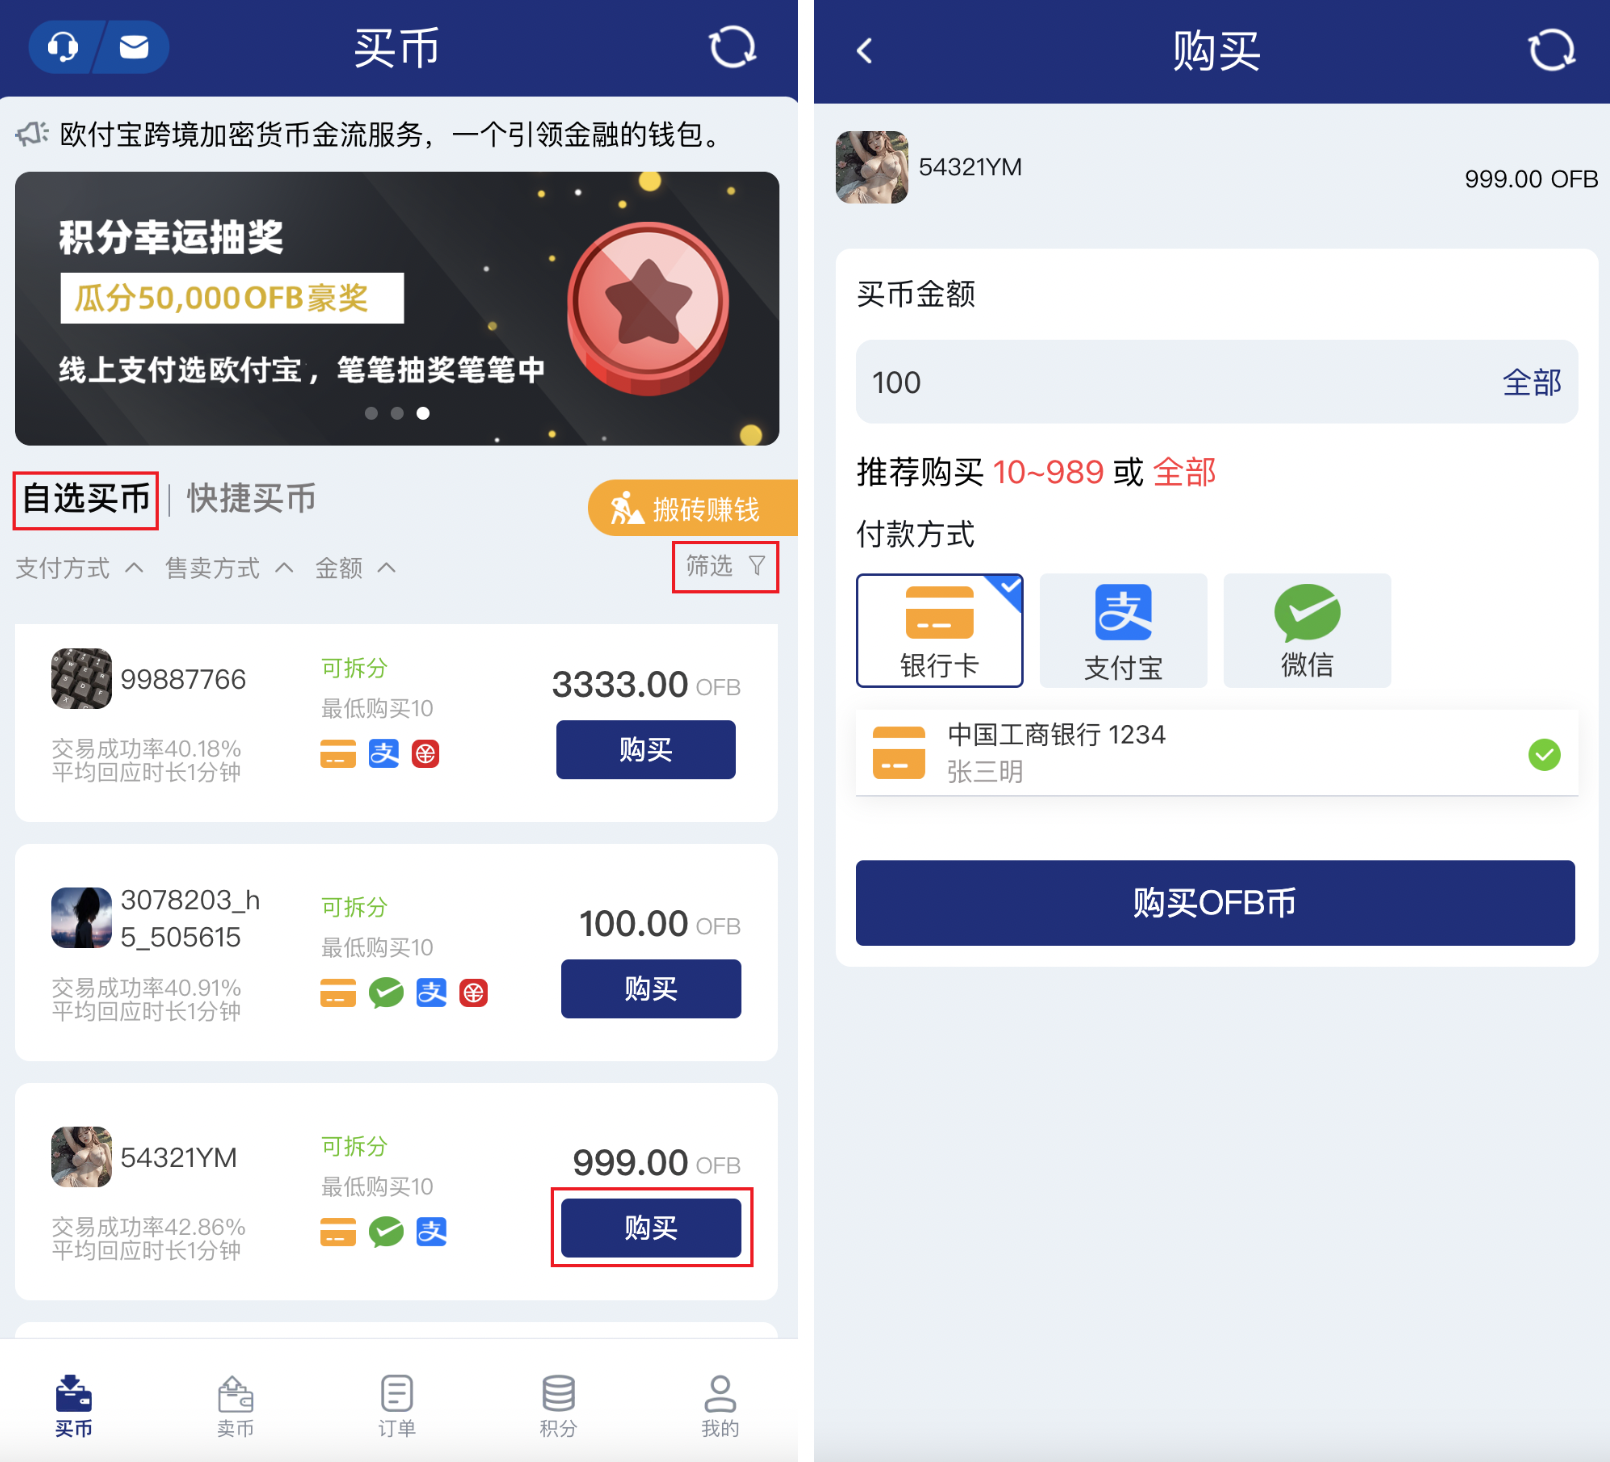 买币
欧付宝跨境加密货币金流服务，一个引领金融的钱包。
积分幸运抽奖
瓜分50,000OFB豪奖
线上支付选欧付宝，笔笔抽奖笔笔中
自选买币 | 快捷买币
搬砖赚钱
支付方式 售卖方式 金额
筛选
99887766
可拆分
最低购买10
3333.00 OFB
交易成功率40.18%
平均回应时长1分钟
购买
3078203_h
5_505615
可拆分
最低购买10
100.00 OFB
交易成功率40.91%
平均回应时长1分钟
购买
54321YM
可拆分
最低购买10
999.00 OFB
交易成功率42.86%
平均回应时长1分钟
购买
买币 卖币 订单 积分 我的
购买
54321YM
999.00 OFB
买币金额
100 全部
推荐购买 10~989 或 全部
付款方式
银行卡 支付宝 微信
中国工商银行 1234
张三明
购买OFB币